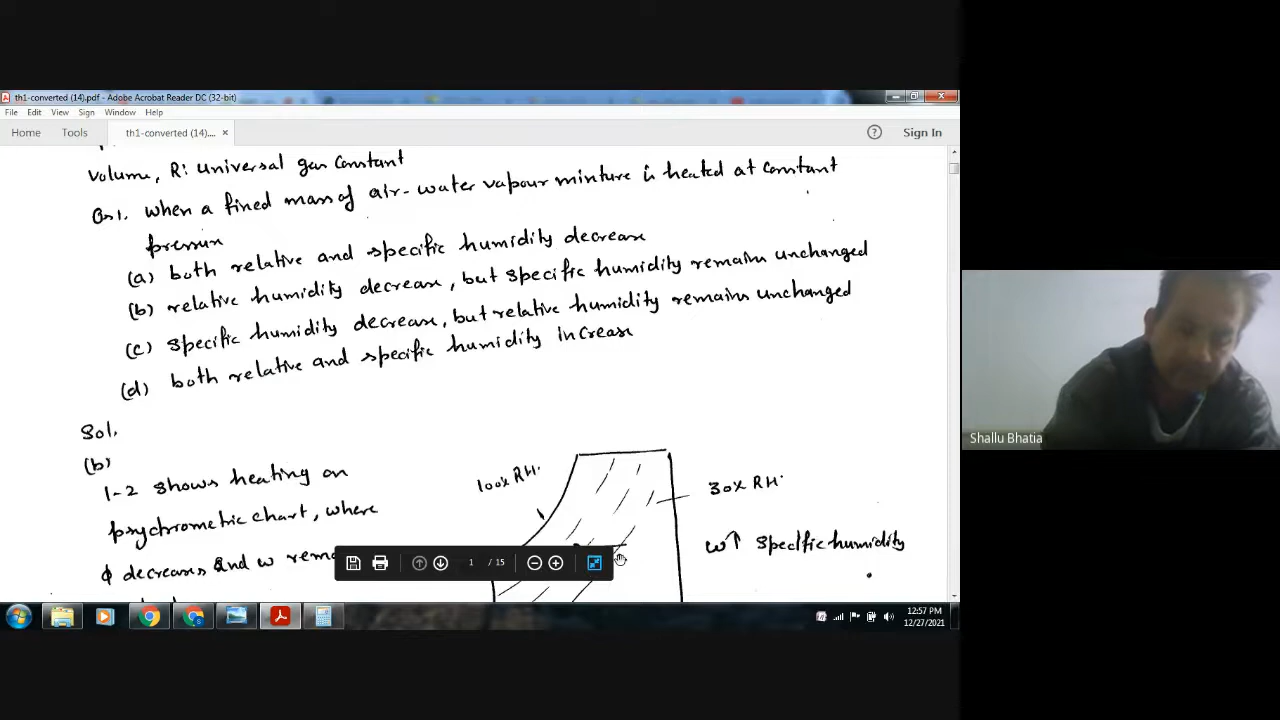 th1-converted (14).pdf - Adobe Acrobat Reader DC (32-bit)
File Edit View Sign Window Help
Home Tools th1-converted (14).... × ? Sign In
volume, R: universal gas constant
Qs1. When a fined mass of air-water vapour minture is heated at constant
pressure
(a) both relative and specific humidity decrease
(b) relative humidity decrease, but specific humidity remain unchanged
(c) specific humidity decrease, but relative humidity remains unchanged
(d) both relative and specific humidity increase
Sol.
(b)
1-2 shows heating on
psychrometric chart, where
ϕ decreases and w rema
100% RH.
30% RH.
w↑ specific humidity
1 / 15
12:57 PM
12/27/2021
Shallu Bhatia